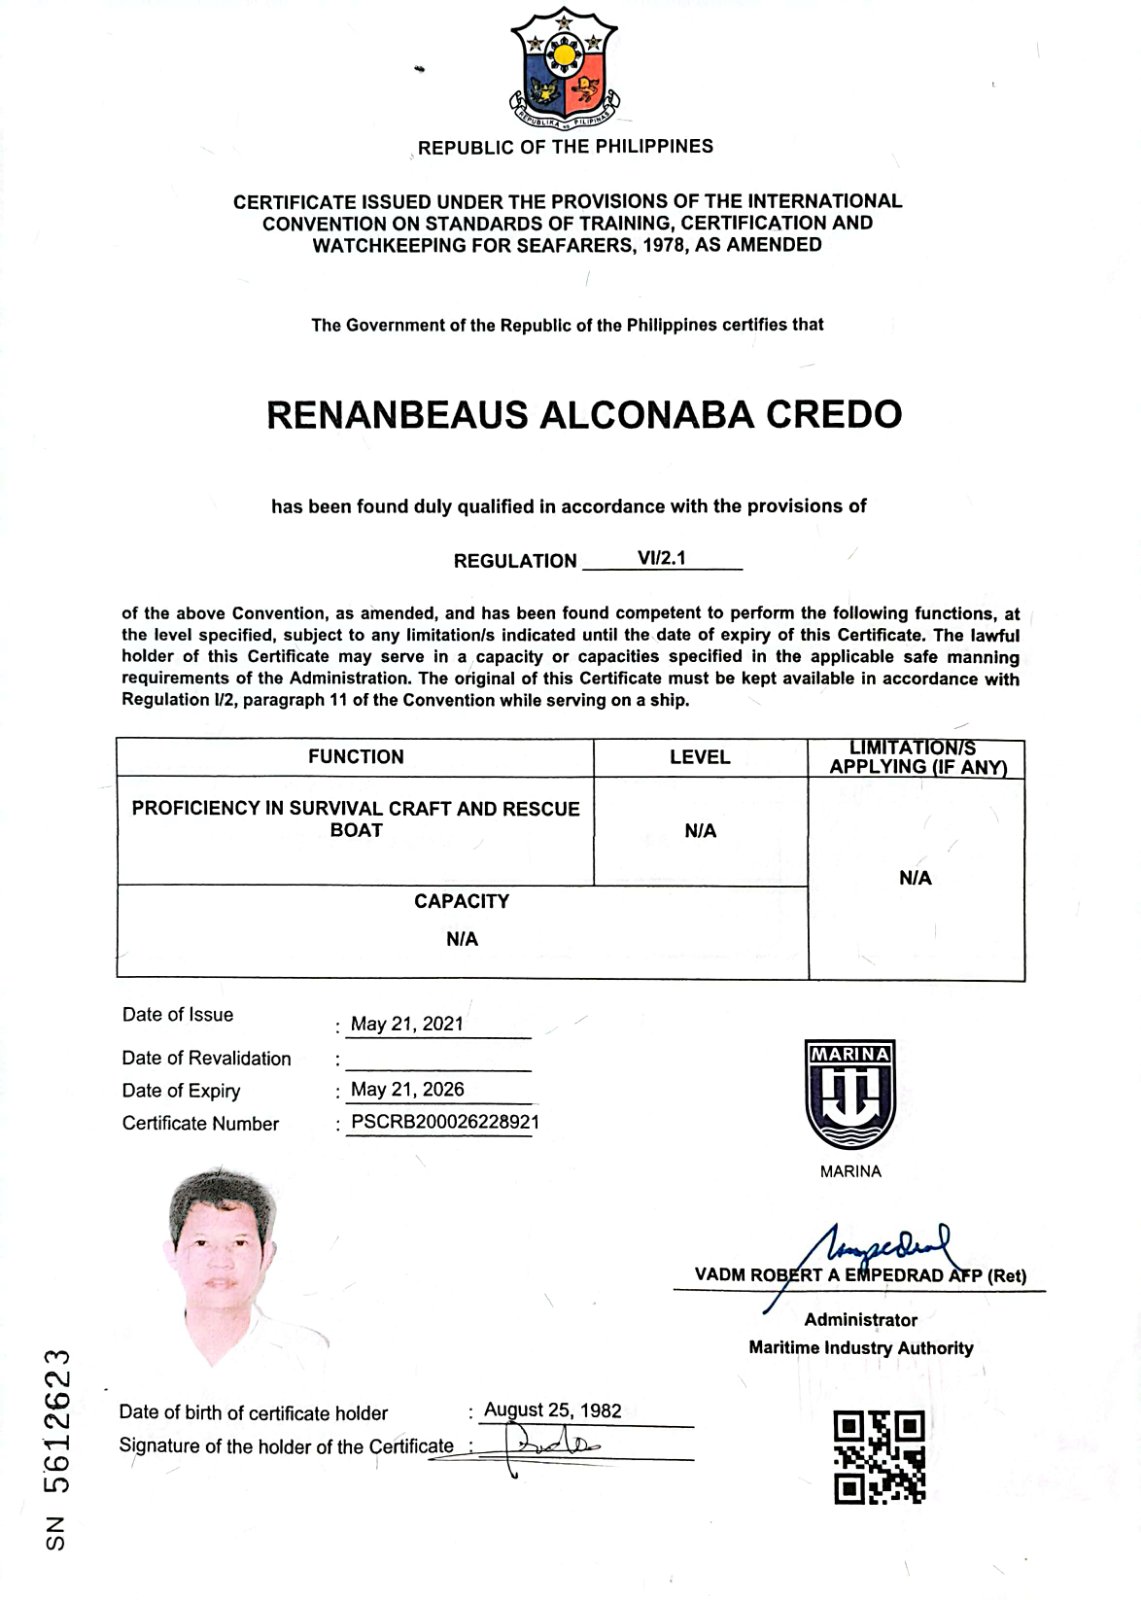 REPUBLIKA NG PILIPINAS
REPUBLIC OF THE PHILIPPINES
CERTIFICATE ISSUED UNDER THE PROVISIONS OF THE INTERNATIONAL
CONVENTION ON STANDARDS OF TRAINING, CERTIFICATION AND
WATCHKEEPING FOR SEAFARERS, 1978, AS AMENDED
The Government of the Republic of the Philippines certifies that
RENANBEAUS ALCONABA CREDO
has been found duly qualified in accordance with the provisions of
REGULATION VI/2.1
of the above Convention, as amended, and has been found competent to perform the following functions, at
the level specified, subject to any limitation/s indicated until the date of expiry of this Certificate. The lawful
holder of this Certificate may serve in a capacity or capacities specified in the applicable safe manning
requirements of the Administration. The original of this Certificate must be kept available in accordance with
Regulation I/2, paragraph 11 of the Convention while serving on a ship.
FUNCTION
LEVEL
LIMITATION/S
APPLYING (IF ANY)
PROFICIENCY IN SURVIVAL CRAFT AND RESCUE
BOAT
N/A
N/A
CAPACITY
N/A
Date of Issue : May 21, 2021
Date of Revalidation :
Date of Expiry : May 21, 2026
Certificate Number : PSCRB200026228921
MARINA
MARINA
VADM ROBERT A EMPEDRAD AFP (Ret)
Administrator
Maritime Industry Authority
Date of birth of certificate holder : August 25, 1982
Signature of the holder of the Certificate :
SN 5612623